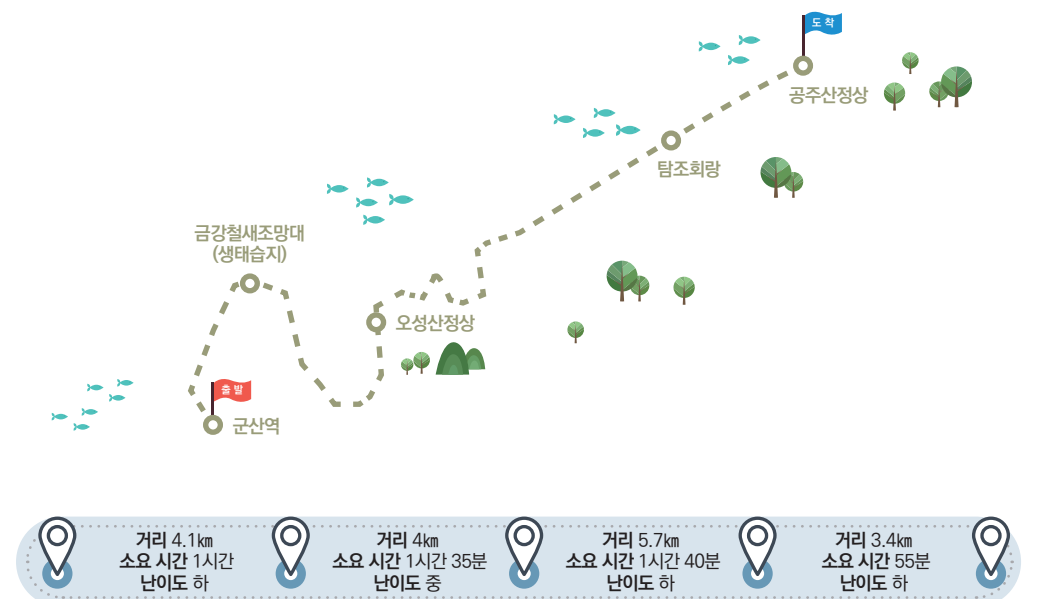 도착
공주산정상
탐조회랑
금강철새조망대
(생태습지)
오성산정상
출발
군산역
거리 4.1km
소요 시간 1시간
난이도 하
거리 4km
소요 시간 1시간 35분
난이도 중
거리 5.7km
소요 시간 1시간 40분
난이도 하
거리 3.4km
소요 시간 55분
난이도 하